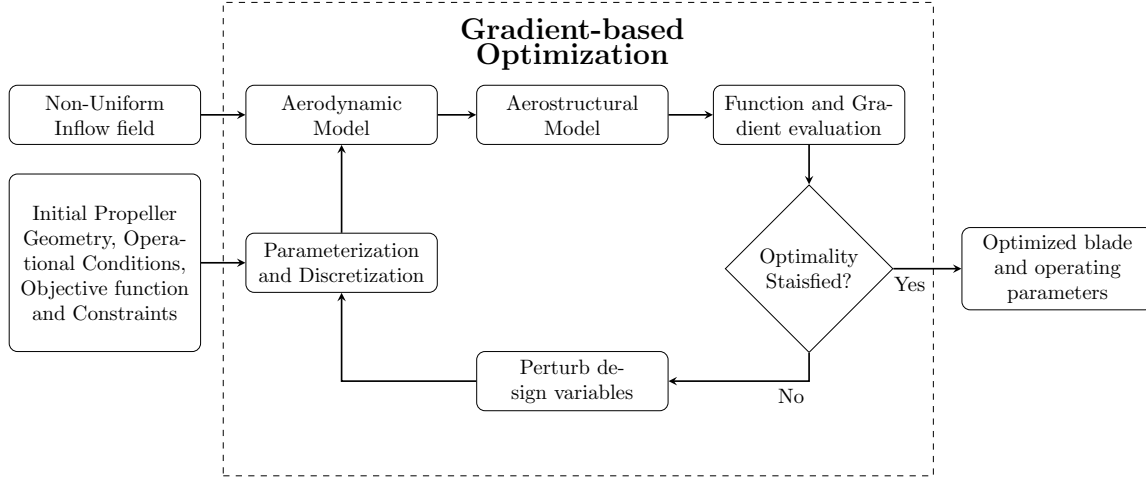 Gradient-based
Optimization
Non-Uniform
Inflow field
Aerodynamic
Model
Aerostructural
Model
Function and Gra-
dient evaluation
Initial Propeller
Geometry, Opera-
tional Conditions,
Objective function
and Constraints
Parameterization
and Discretization
Optimality
Staisfied?
Yes
Optimized blade
and operating
parameters
Perturb de-
sign variables
No